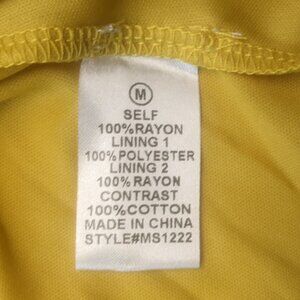 M
SELF
100%RAYON
LINING 1
100%POLYESTER
LINING 2
100% RAYON
CONTRAST
100%COTTON
MADE IN CHINA
STYLE#MS1222